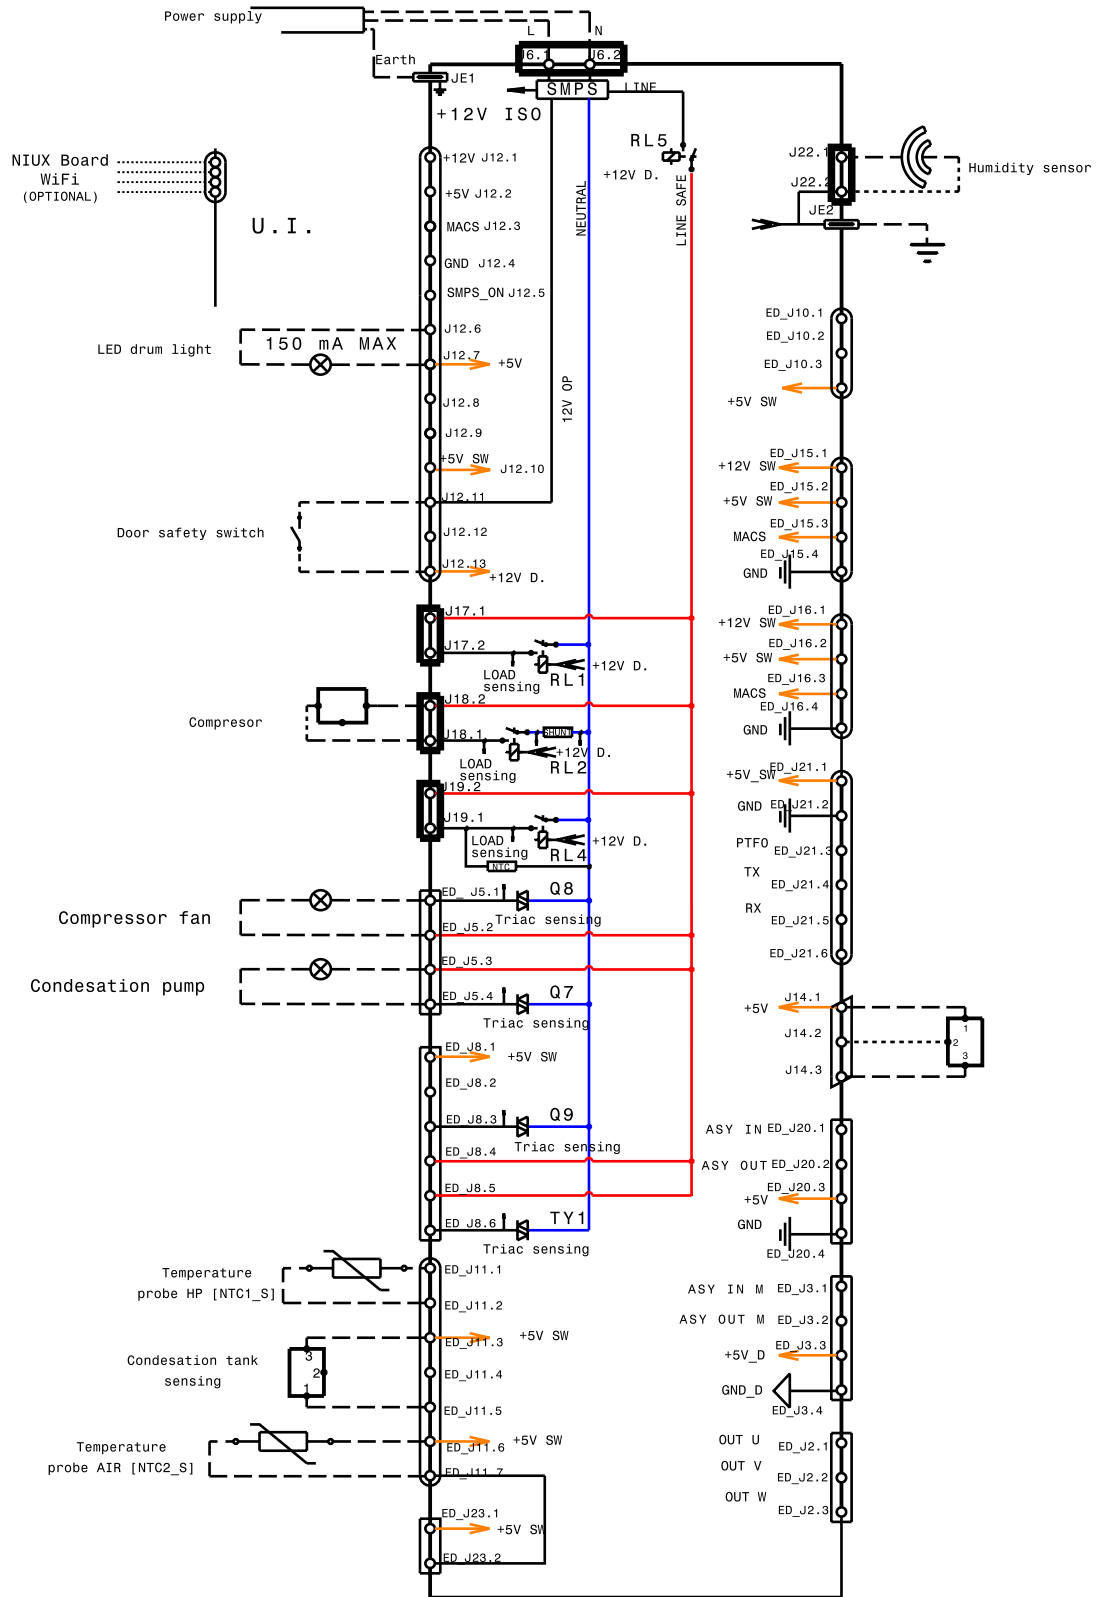 Power supply
L
N
J6.1
J6.2
Earth
JE1
SMPS
LINE
+12V ISO
RL5
+12V D.
NEUTRAL
LINE SAFE
12V OP
NIUX Board
WiFi
(OPTIONAL)
U.I.
+12V J12.1
+5V J12.2
MACS J12.3
GND J12.4
SMPS_ON J12.5
J12.6
LED drum light
150 mA MAX
J12.7
+5V
J12.8
J12.9
+5V SW
J12.10
J12.11
Door safety switch
J12.12
J12.13
+12V D.
J17.1
J17.2
LOAD
sensing
RL1
+12V D.
Compresor
J18.2
J18.1
SHUNT
LOAD
sensing
RL2
+12V D.
J19.2
J19.1
LOAD
sensing
RL4
+12V D.
NTC
Compressor fan
ED_ J5.1
Q8
Triac sensing
ED_J5.2
Condesation pump
ED_J5.3
ED_J5.4
Q7
Triac sensing
ED_J8.1
+5V SW
ED_J8.2
ED_J8.3
Q9
Triac sensing
ED_J8.4
ED_J8.5
ED_J8.6
TY1
Triac sensing
Temperature
probe HP [NTC1_S]
ED_J11.1
ED_J11.2
ED_J11.3
+5V SW
Condesation tank
sensing
3
2
1
ED_J11.4
ED_J11.5
Temperature
probe AIR [NTC2_S]
ED_J11.6
+5V SW
ED_J11.7
ED_J23.1
+5V SW
ED_J23.2
J22.1
J22.2
Humidity sensor
JE2
ED_J10.1
ED_J10.2
ED_J10.3
+5V SW
ED_J15.1
+12V SW
ED_J15.2
+5V SW
ED_J15.3
MACS
ED_J15.4
GND
ED_J16.1
+12V SW
ED_J16.2
+5V SW
ED_J16.3
MACS
ED_J16.4
GND
ED_J21.1
+5V_SW
GND ED_J21.2
PTFO
ED_J21.3
TX
ED_J21.4
RX
ED_J21.5
ED_J21.6
J14.1
+5V
J14.2
J14.3
1
2
3
ASY IN ED_J20.1
ASY OUT ED_J20.2
ED_J20.3
+5V
GND
ED_J20.4
ASY IN M ED_J3.1
ASY OUT M ED_J3.2
ED_J3.3
+5V_D
GND_D
ED_J3.4
OUT U
ED_J2.1
OUT V
ED_J2.2
OUT W
ED_J2.3